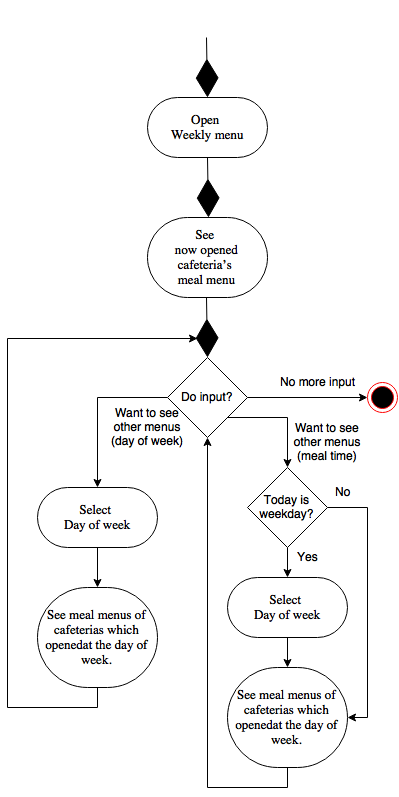 Open
Weekly menu
See
now opened
cafeteria's
meal menu
Do input?
No more input
Want to see
other menus
(day of week)
Want to see
other menus
(meal time)
Select
Day of week
Today is
weekday?
No
Yes
See meal menus of
cafeterias which
openedat the day of
week.
Select
Day of week
See meal menus of
cafeterias which
openedat the day of
week.